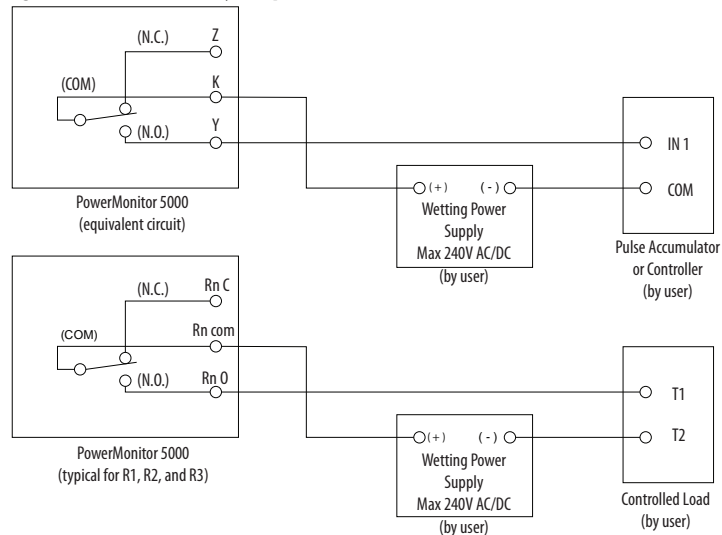 (N.C.)
Z
(COM)
K
(N.O.)
Y
PowerMonitor 5000
(equivalent circuit)
(+)
(-)
Wetting Power
Supply
Max 240V AC/DC
(by user)
IN 1
COM
Pulse Accumulator
or Controller
(by user)
(N.C.)
Rn C
(COM)
Rn com
(N.O.)
Rn O
PowerMonitor 5000
(typical for R1, R2, and R3)
(+)
(-)
Wetting Power
Supply
Max 240V AC/DC
(by user)
T1
T2
Controlled Load
(by user)